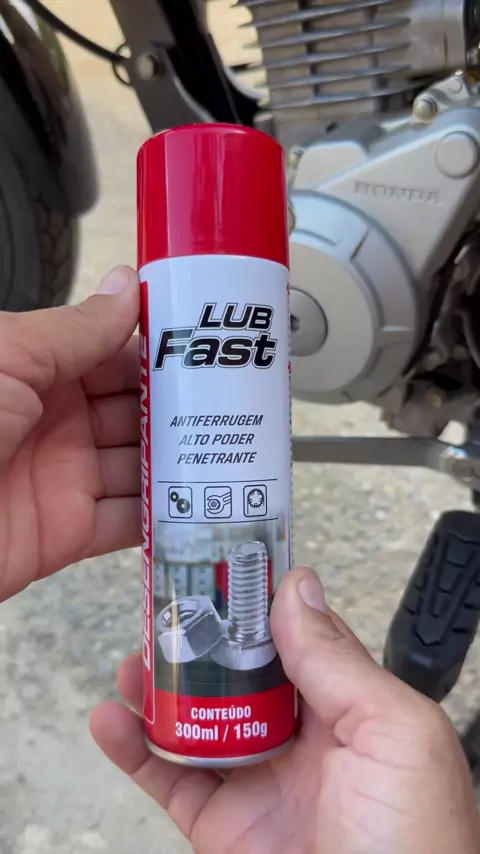 HONDA
LUB
Fast
ANTIFERRUGEM
ALTO PODER
PENETRANTE
DESENGRIPANTE
CONTEÚDO
300ml / 150g